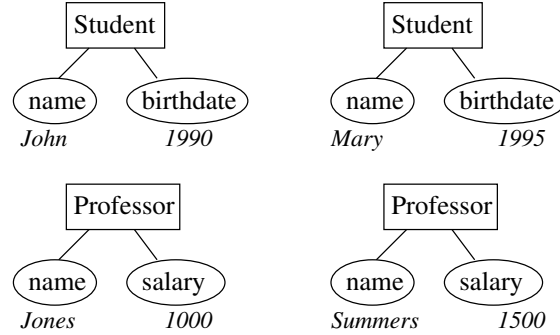 Student Student
name birthdate name birthdate
John 1990 Mary 1995
Professor Professor
name salary name salary
Jones 1000 Summers 1500